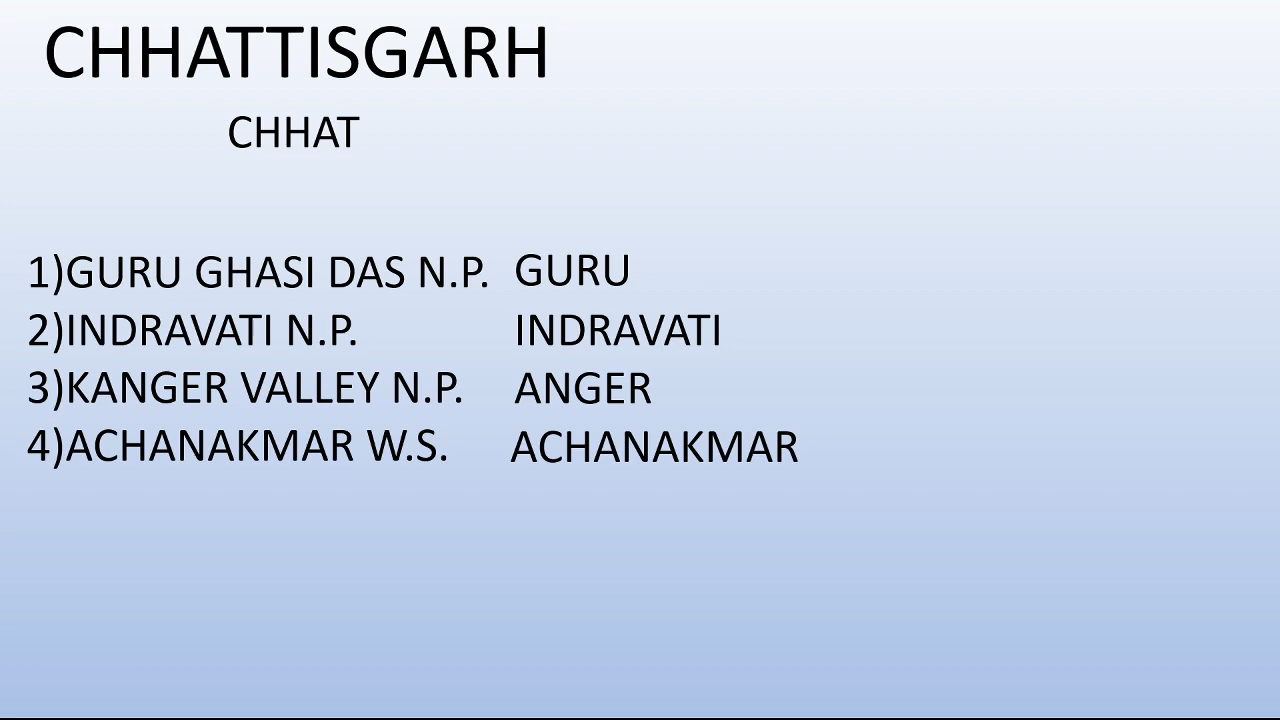 CHHATTISGARH
CHHAT
1)GURU GHASI DAS N.P. GURU
2)INDRAVATI N.P. INDRAVATI
3)KANGER VALLEY N.P. ANGER
4)ACHANAKMAR W.S. ACHANAKMAR